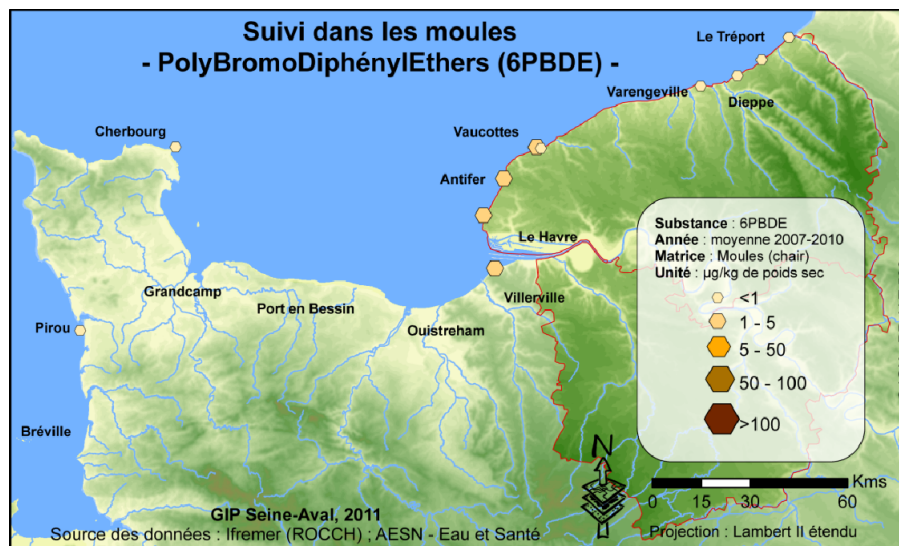 Suivi dans les moules
- PolyBromoDiphénylEthers (6PBDE) -
Le Tréport
Varengeville
Dieppe
Cherbourg
Vaucottes
Antifer
Le Havre
Grandcamp
Port en Bessin
Villerville
Pirou
Ouistreham
Bréville
Substance : 6PBDE
Année : moyenne 2007-2010
Matrice : Moules (chair)
Unité : µg/kg de poids sec
<1
1 - 5
5 - 50
50 - 100
>100
N
Kms
0 15 30 60
GIP Seine-Aval, 2011
Source des données : Ifremer (ROCCH) ; AESN - Eau et Santé
Projection : Lambert II étendu